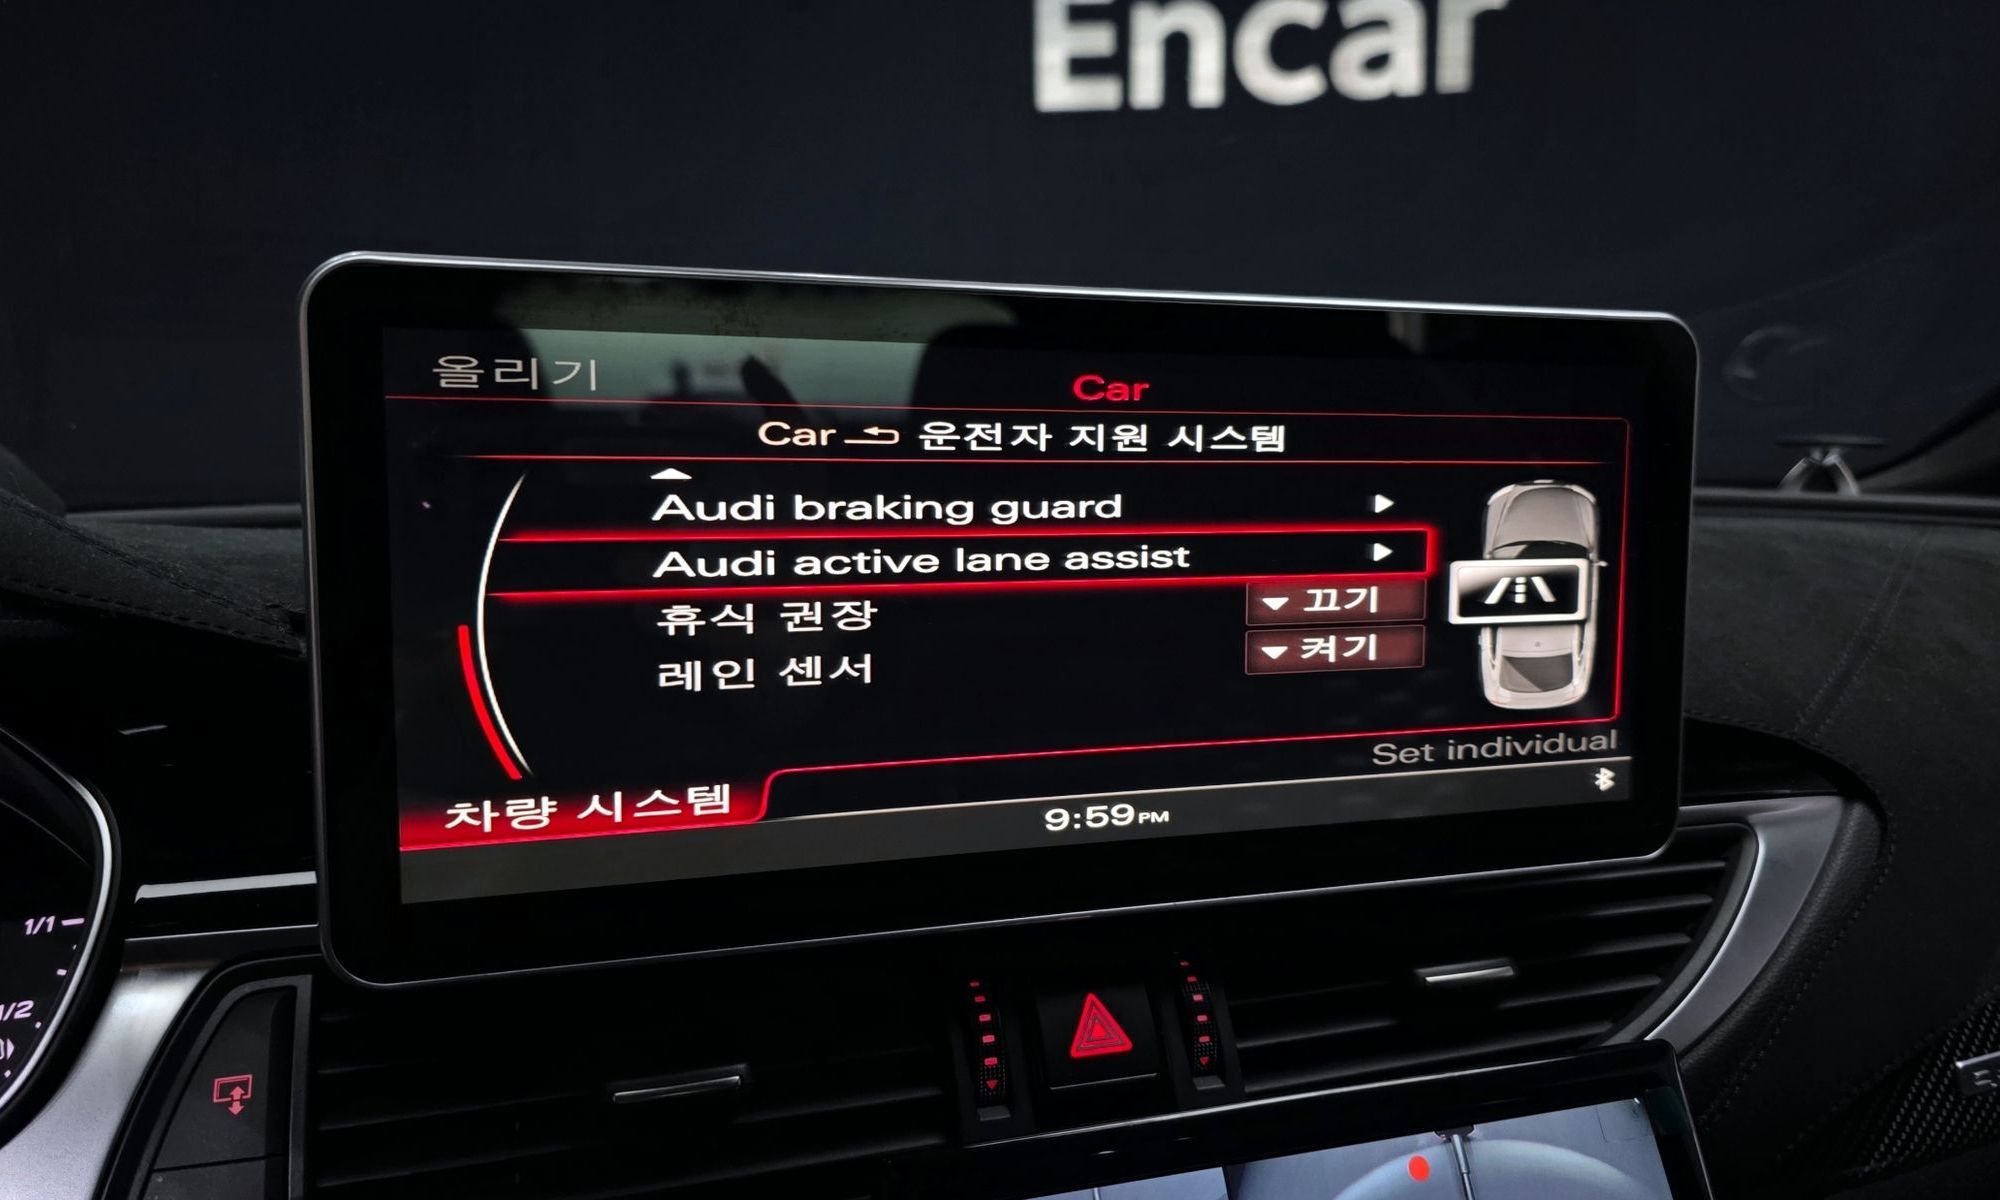 Encar
올리기
Car
Car 운전자 지원 시스템
Audi braking guard
Audi active lane assist
휴식 권장 끄기
레인 센서 켜기
Set individual
차량 시스템
9:59PM
1/1
1/2